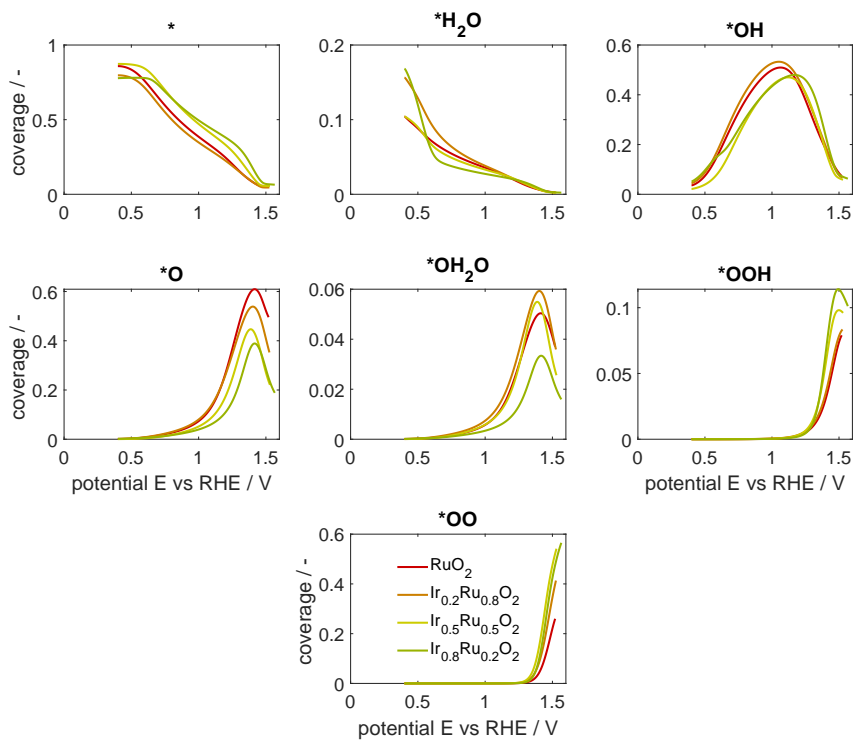 *
*H₂O
*OH
coverage / -
1
0.5
0
0 0.5 1 1.5
0.2
0.1
0
0 0.5 1 1.5
0.6
0.4
0.2
0
0 0.5 1 1.5
*O
*OH₂O
*OOH
coverage / -
0.6
0.4
0.2
0
0 0.5 1 1.5
potential E vs RHE / V
0.06
0.04
0.02
0
0 0.5 1 1.5
0.1
0.05
0
0 0.5 1 1.5
potential E vs RHE / V
*OO
coverage / -
0.6
0.4
0.2
0
RuO₂
Ir₀.₂Ru₀.₈O₂
Ir₀.₅Ru₀.₅O₂
Ir₀.₈Ru₀.₂O₂
0 0.5 1 1.5
potential E vs RHE / V